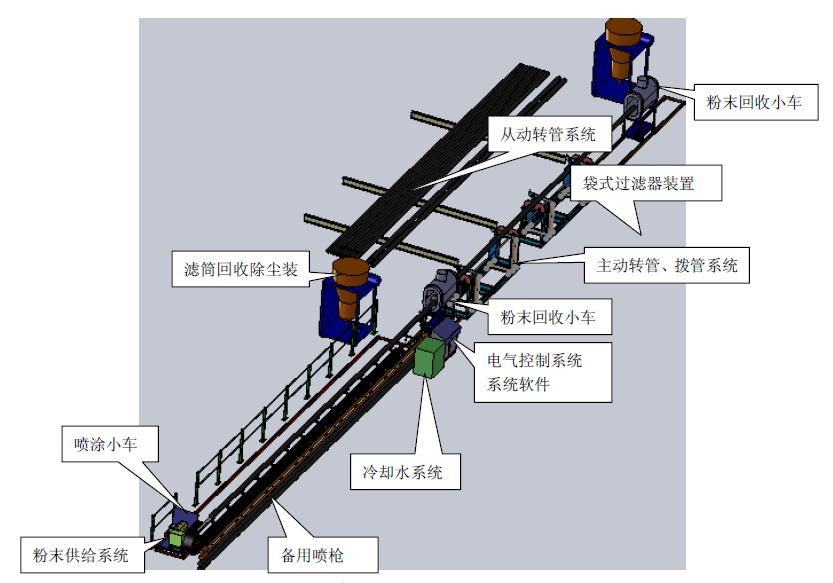 粉末回收小车
从动转管系统
袋式过滤器装置
滤筒回收除尘装
主动转管、拨管系统
粉末回收小车
电气控制系统
系统软件
喷涂小车
冷却水系统
粉末供给系统
备用喷枪